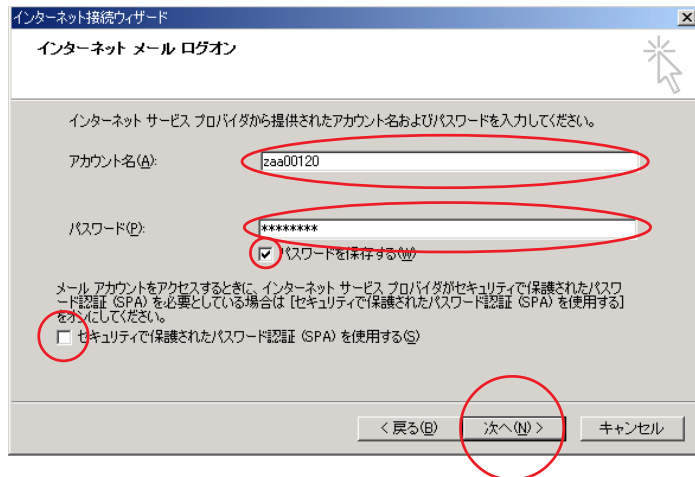 インターネット接続ウィザード
インターネット メール ログオン
インターネット サービス プロバイダから提供されたアカウント名およびパスワードを入力してください。
アカウント名(A):
zaa00120
パスワード(P):
********
パスワードを保存する(W)
メール アカウントをアクセスするときに、インターネット サービス プロバイダがセキュリティで保護されたパスワ
ード認証 (SPA) を必要としている場合は [セキュリティで保護されたパスワード認証 (SPA) を使用する]
をオンにしてください。
セキュリティで保護されたパスワード認証 (SPA) を使用する(S)
< 戻る(B)
次へ(N) >
キャンセル